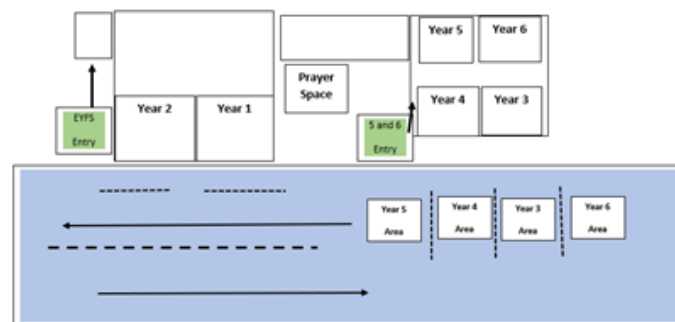 Year 5
Year 6
Prayer
Space
Year 2
Year 1
Year 4
Year 3
EYFS
Entry
5 and 6
Entry
Year 5
Area
Year 4
Area
Year 3
Area
Year 6
Area